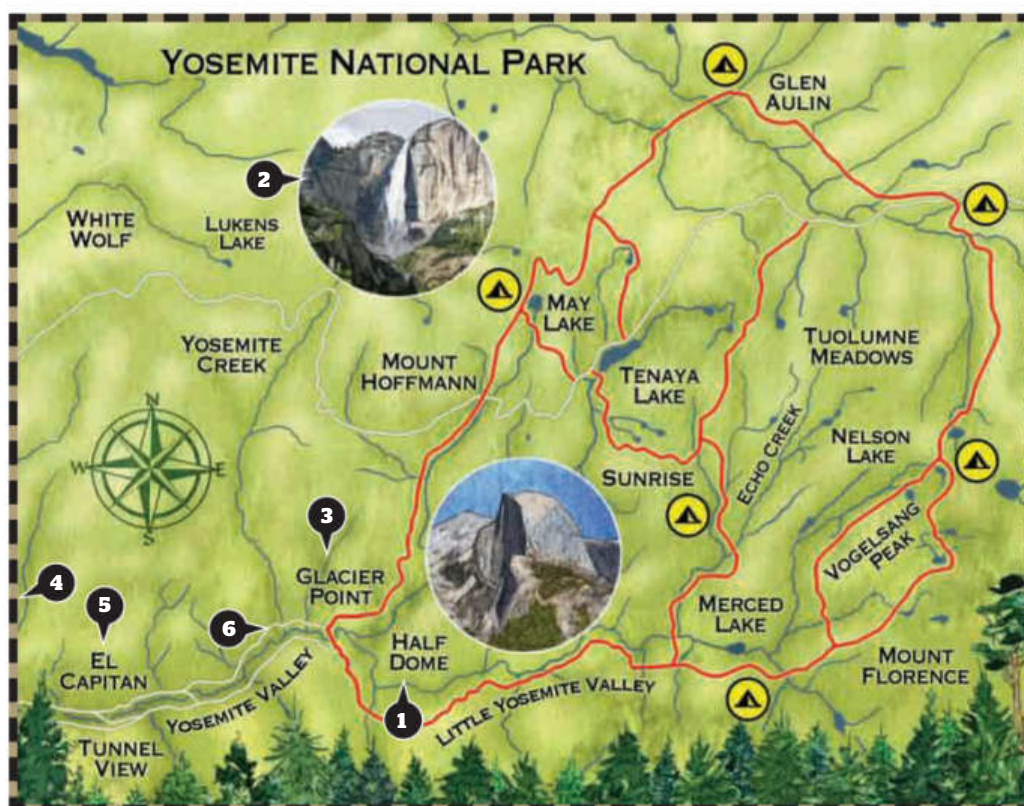 YOSEMITE NATIONAL PARK
GLEN
AULIN
2
WHITE
WOLF
LUKENS
LAKE
MAY
LAKE
YOSEMITE
CREEK
MOUNT
HOFFMANN
TENAYA
LAKE
TUOLUMNE
MEADOWS
N
W
E
S
SUNRISE
ECHO CREEK
NELSON
LAKE
VOGELSANG
PEAK
3
GLACIER
POINT
4
5
6
EL
CAPITAN
HALF
DOME
1
MERCED
LAKE
MOUNT
FLORENCE
YOSEMITE VALLEY
LITTLE YOSEMITE VALLEY
TUNNEL
VIEW